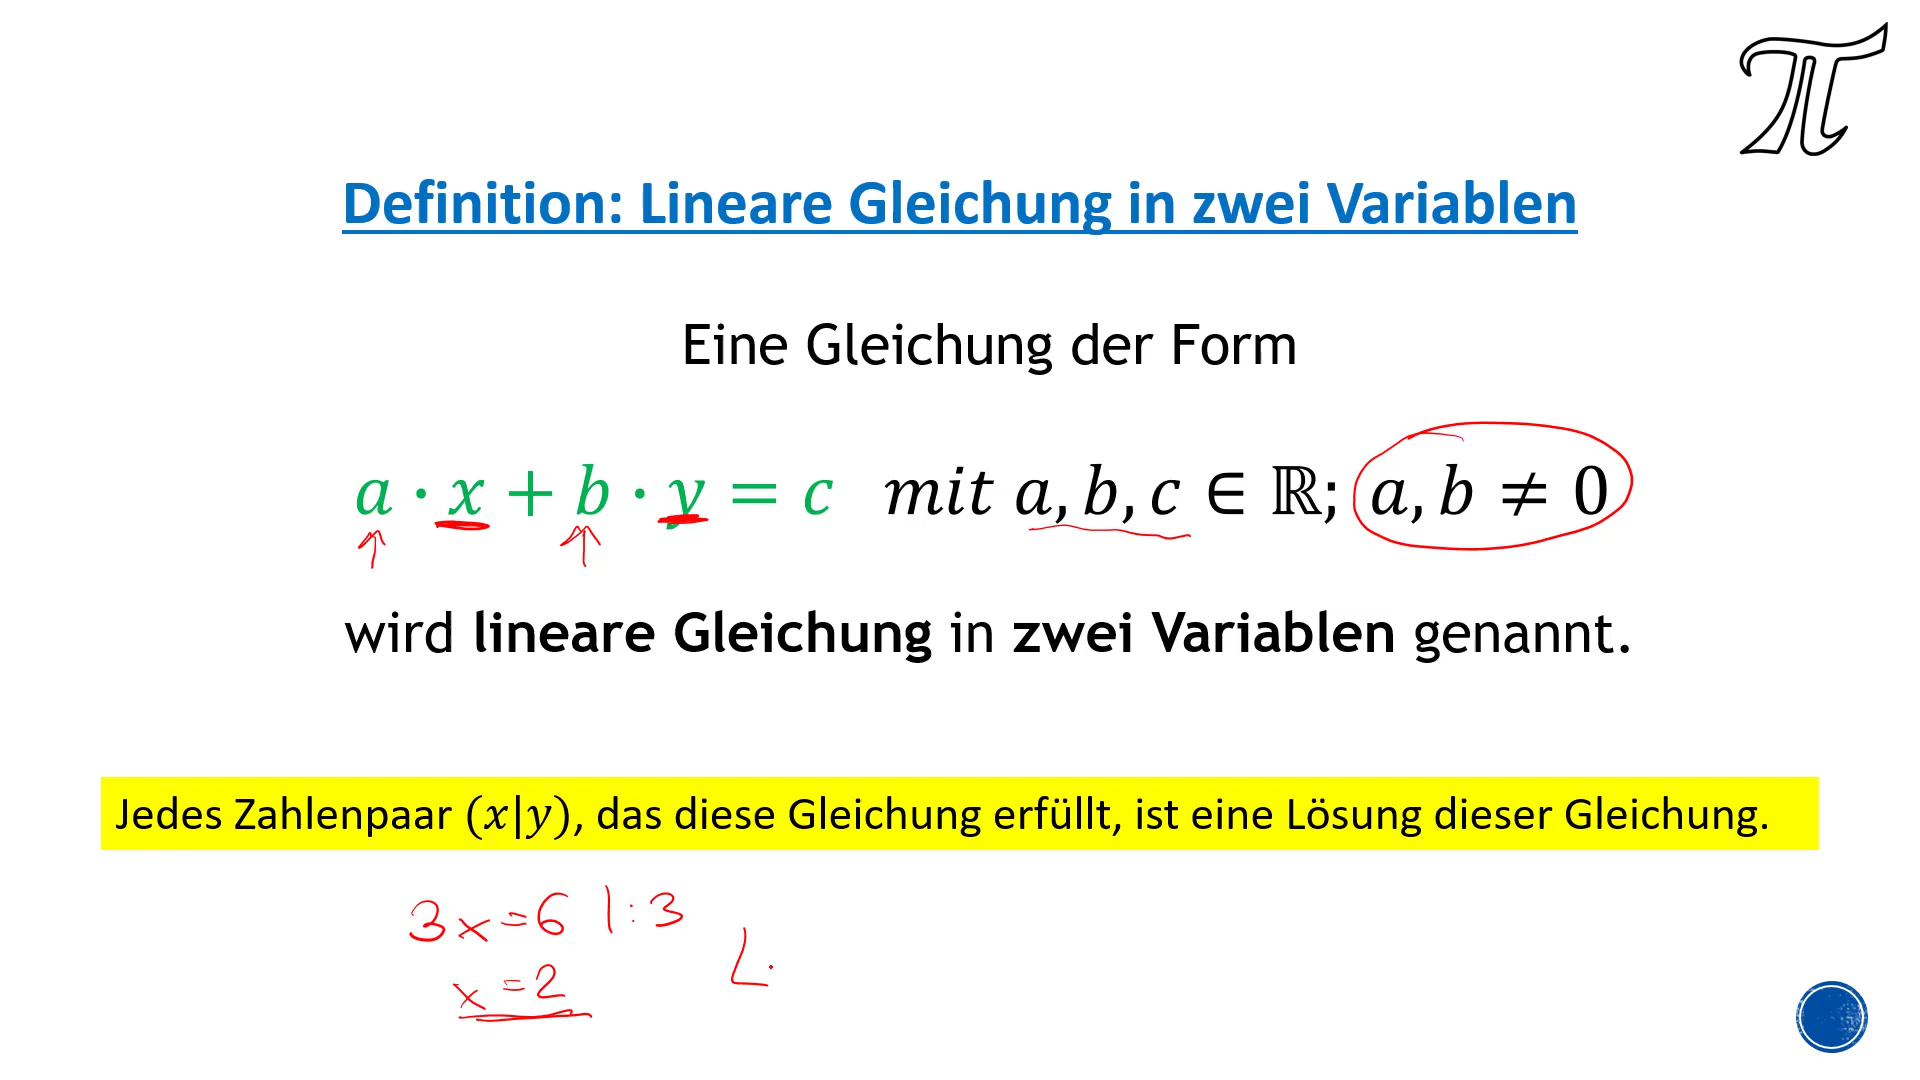 π
Definition: Lineare Gleichung in zwei Variablen
Eine Gleichung der Form
a · x + b · y = c mit a, b, c ∈ ℝ; a, b ≠ 0
wird lineare Gleichung in zwei Variablen genannt.
Jedes Zahlenpaar (x|y), das diese Gleichung erfüllt, ist eine Lösung dieser Gleichung.
3x = 6 | : 3
x = 2
L